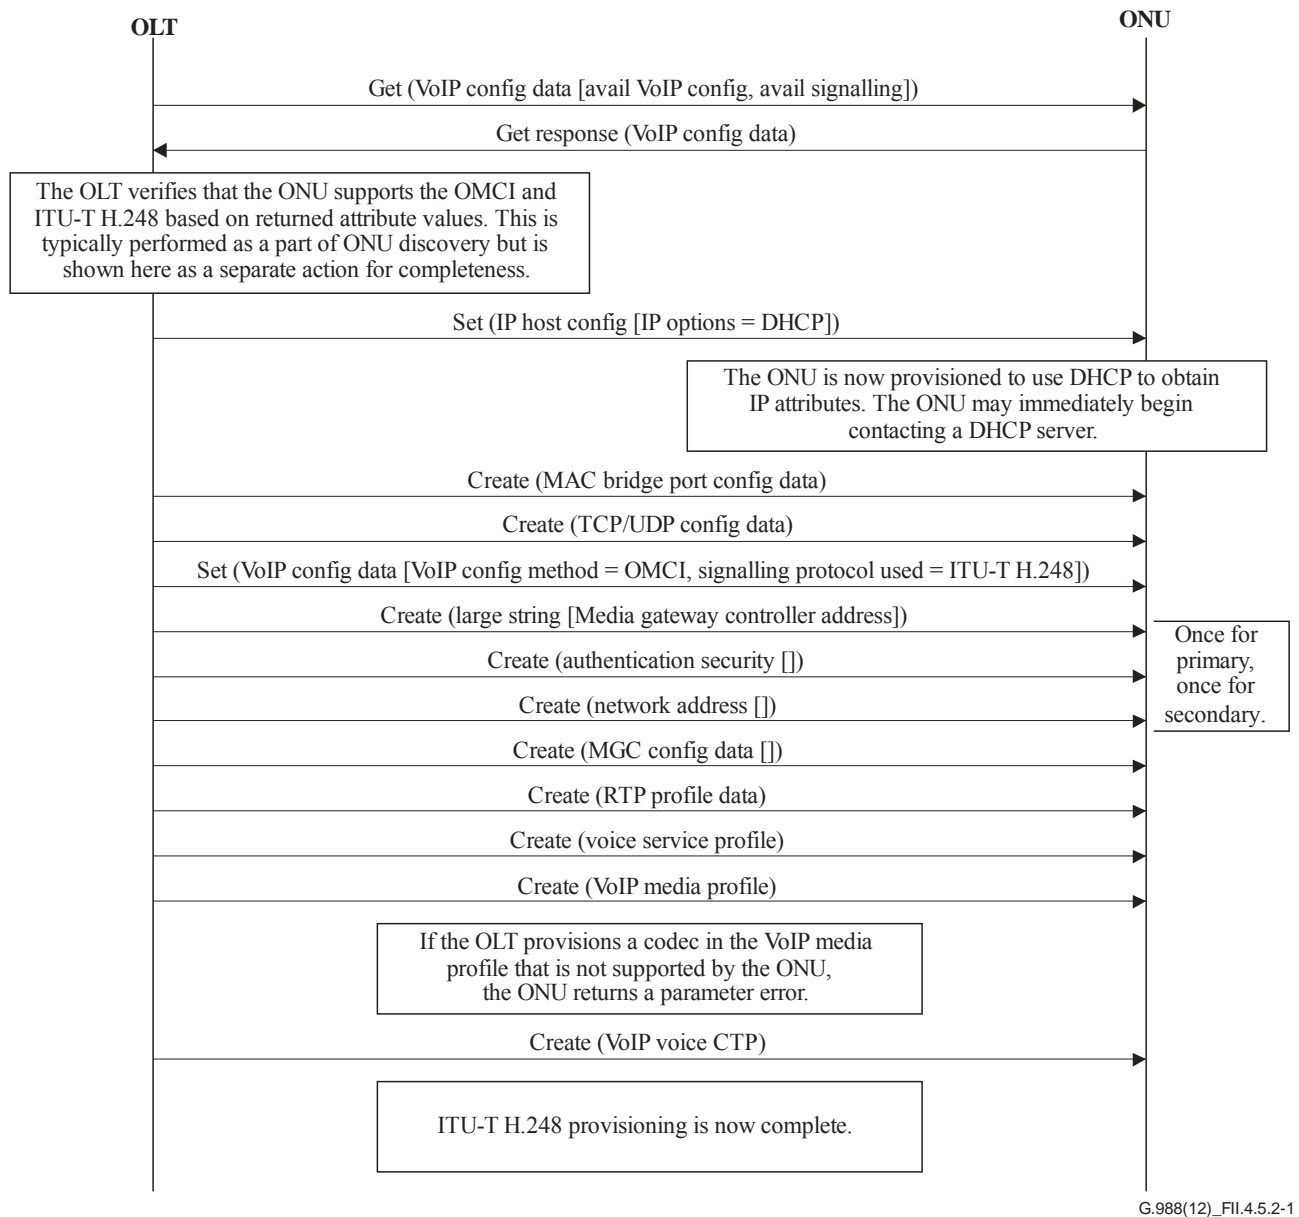 OLT
ONU
Get (VoIP config data [avail VoIP config, avail signalling])
Get response (VoIP config data)
The OLT verifies that the ONU supports the OMCI and
ITU-T H.248 based on returned attribute values. This is
typically performed as a part of ONU discovery but is
shown here as a separate action for completeness.
Set (IP host config [IP options = DHCP])
The ONU is now provisioned to use DHCP to obtain
IP attributes. The ONU may immediately begin
contacting a DHCP server.
Create (MAC bridge port config data)
Create (TCP/UDP config data)
Set (VoIP config data [VoIP config method = OMCI, signalling protocol used = ITU-T H.248])
Create (large string [Media gateway controller address])
Once for
primary,
once for
secondary.
Create (authentication security [])
Create (network address [])
Create (MGC config data [])
Create (RTP profile data)
Create (voice service profile)
Create (VoIP media profile)
If the OLT provisions a codec in the VoIP media
profile that is not supported by the ONU,
the ONU returns a parameter error.
Create (VoIP voice CTP)
ITU-T H.248 provisioning is now complete.
G.988(12)_FII.4.5.2-1